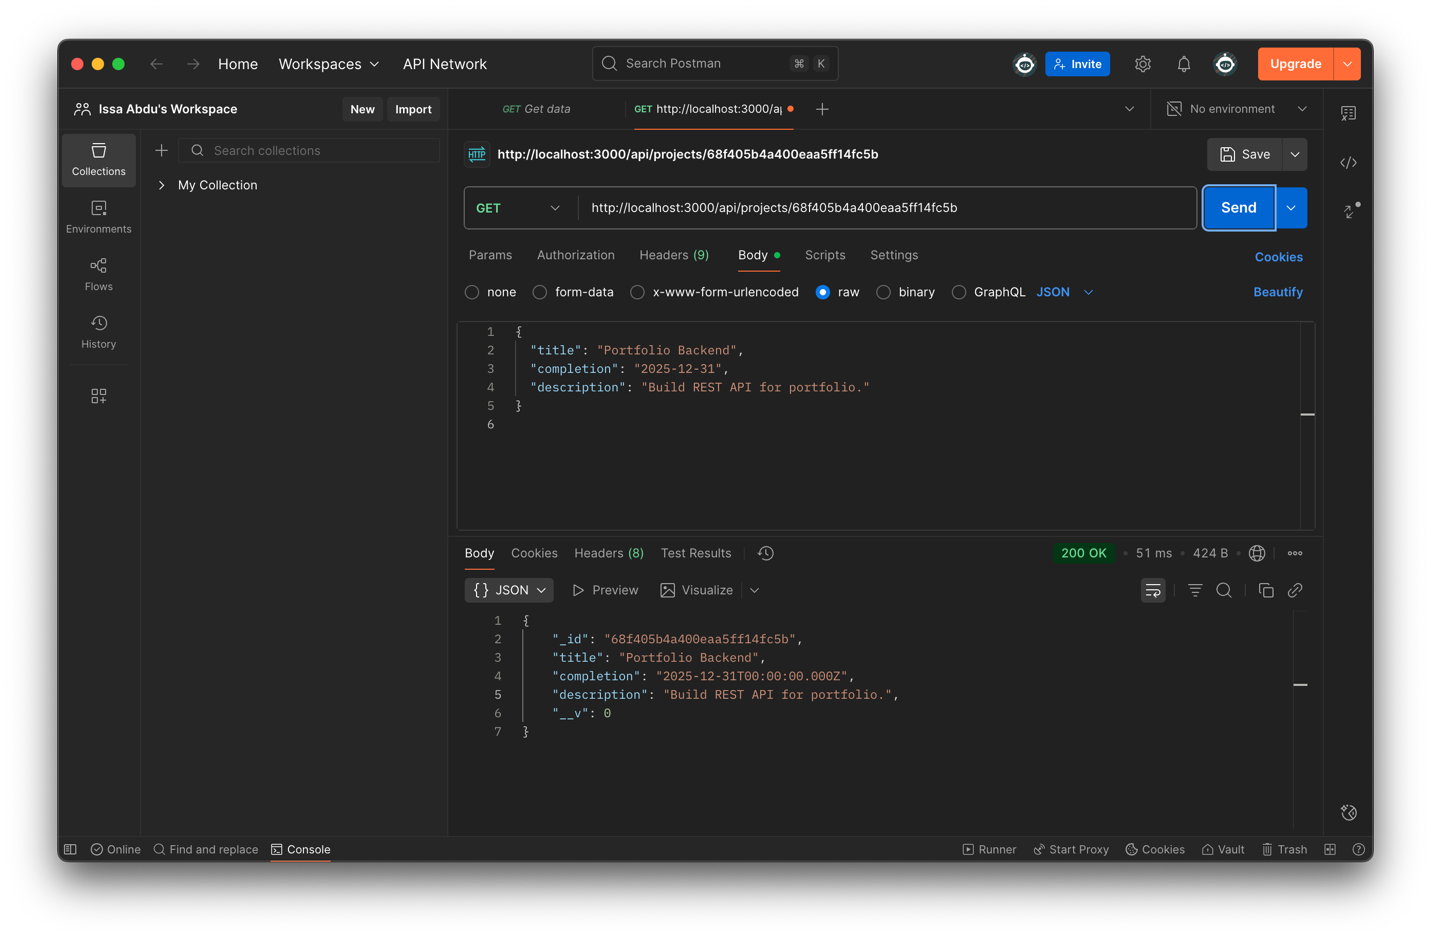 Home
Workspaces
API Network
Search Postman
⌘ K
Invite
Upgrade
Issa Abdu's Workspace
New
Import
GET Get data
GET http://localhost:3000/a
No environment
Collections
Search collections
My Collection
Environments
Flows
History
HTTP http://localhost:3000/api/projects/68f405b4a400eaa5ff14fc5b
Save
GET
http://localhost:3000/api/projects/68f405b4a400eaa5ff14fc5b
Send
Params Authorization Headers (9) Body Scripts Settings
Cookies
none form-data x-www-form-urlencoded raw binary GraphQL JSON
Beautify
1 {
2 "title": "Portfolio Backend",
3 "completion": "2025-12-31",
4 "description": "Build REST API for portfolio."
5 }
6
Body Cookies Headers (8) Test Results
200 OK • 51 ms • 424 B
{} JSON Preview Visualize
1 {
2 "_id": "68f405b4a400eaa5ff14fc5b",
3 "title": "Portfolio Backend",
4 "completion": "2025-12-31T00:00:00.000Z",
5 "description": "Build REST API for portfolio.",
6 "__v": 0
7 }
Online
Find and replace
Console
Runner
Start Proxy
Cookies
Vault
Trash